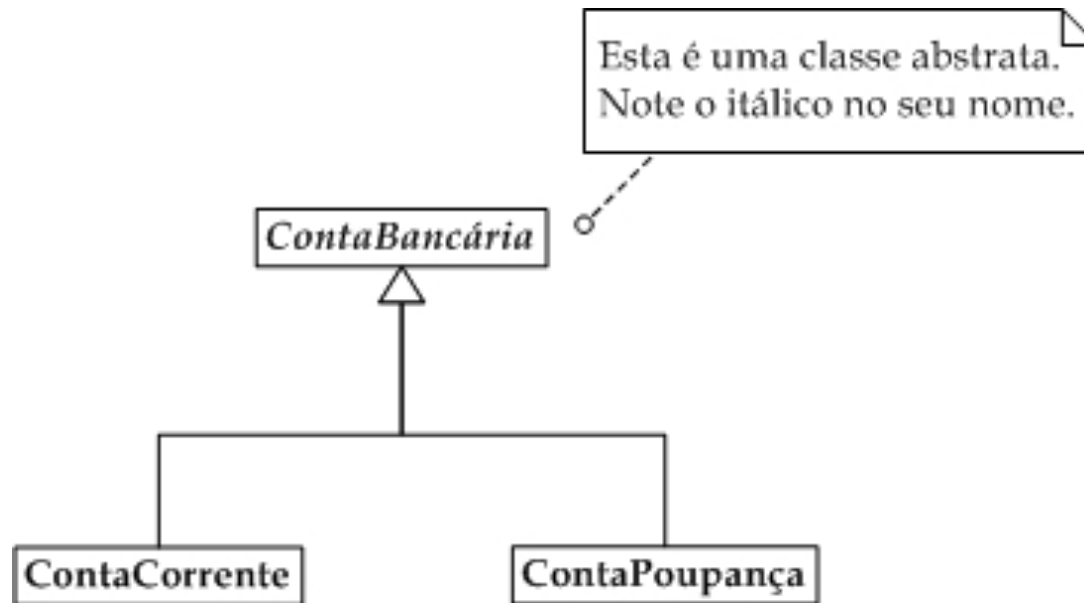 Esta é uma classe abstrata.
Note o itálico no seu nome.
ContaBancária
ContaCorrente
ContaPoupança